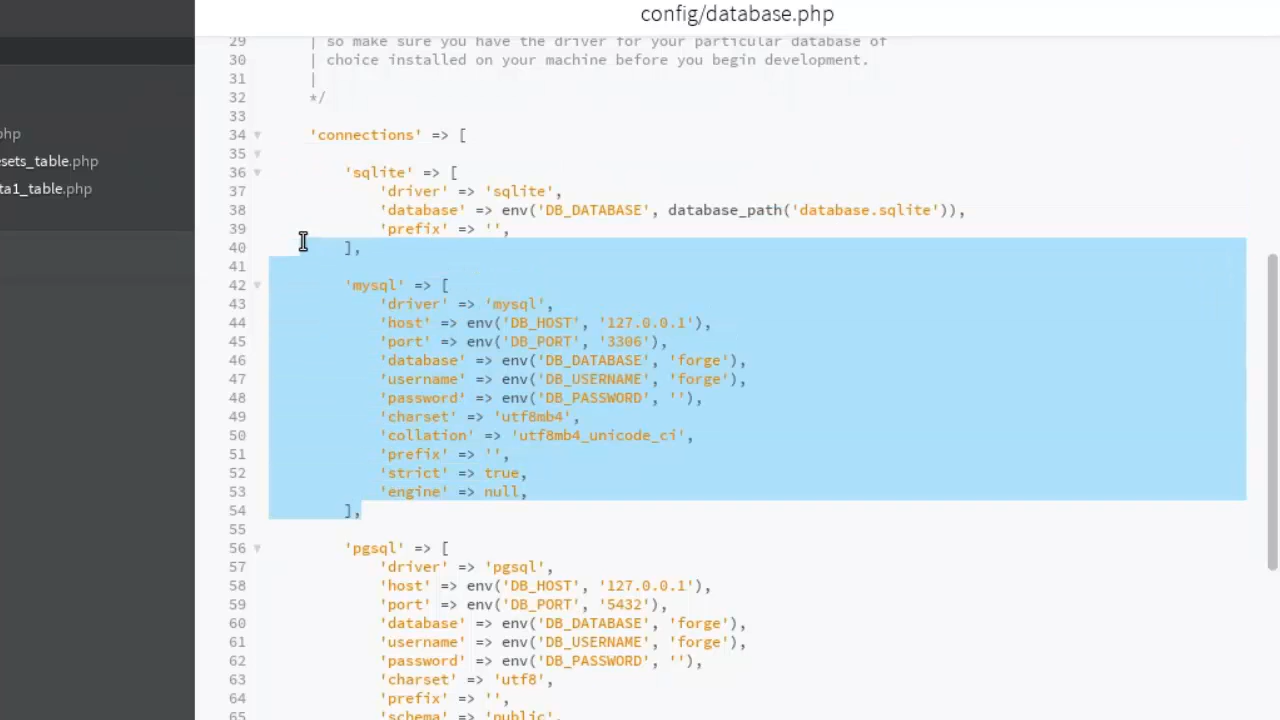 config/database.php
php
esets_table.php
ta1_table.php
29 | so make sure you have the driver for your particular database of
30 | choice installed on your machine before you begin development.
31 |
32 */
33
34 'connections' => [
35
36 'sqlite' => [
37 'driver' => 'sqlite',
38 'database' => env('DB_DATABASE', database_path('database.sqlite')),
39 'prefix' => '',
40 ],
41
42 'mysql' => [
43 'driver' => 'mysql',
44 'host' => env('DB_HOST', '127.0.0.1'),
45 'port' => env('DB_PORT', '3306'),
46 'database' => env('DB_DATABASE', 'forge'),
47 'username' => env('DB_USERNAME', 'forge'),
48 'password' => env('DB_PASSWORD', ''),
49 'charset' => 'utf8mb4',
50 'collation' => 'utf8mb4_unicode_ci',
51 'prefix' => '',
52 'strict' => true,
53 'engine' => null,
54 ],
55
56 'pgsql' => [
57 'driver' => 'pgsql',
58 'host' => env('DB_HOST', '127.0.0.1'),
59 'port' => env('DB_PORT', '5432'),
60 'database' => env('DB_DATABASE', 'forge'),
61 'username' => env('DB_USERNAME', 'forge'),
62 'password' => env('DB_PASSWORD', ''),
63 'charset' => 'utf8',
64 'prefix' => '',
65 'schema' => 'public',